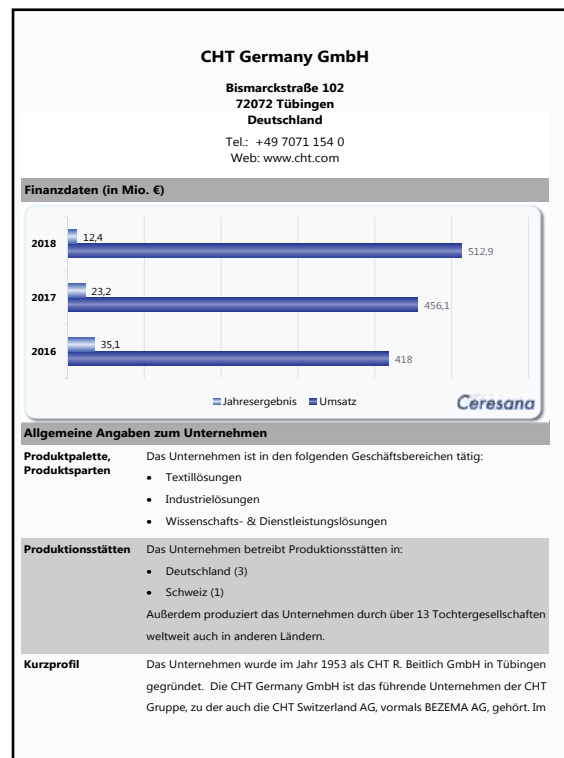 CHT Germany GmbH
Bismarckstraße 102
72072 Tübingen
Deutschland
Tel.: +49 7071 154 0
Web: www.cht.com
Finanzdaten (in Mio. €)
2018
12,4
512,9
2017
23,2
456,1
2016
35,1
418
Jahresergebnis Umsatz
Ceresana
Allgemeine Angaben zum Unternehmen
Produktpalette, Produktsparten
Das Unternehmen ist in den folgenden Geschäftsbereichen tätig:
• Textillösungen
• Industrielösungen
• Wissenschafts- & Dienstleistungslösungen
Produktionsstätten Das Unternehmen betreibt Produktionsstätten in:
• Deutschland (3)
• Schweiz (1)
Außerdem produziert das Unternehmen durch über 13 Tochtergesellschaften
weltweit auch in anderen Ländern.
Kurzprofil Das Unternehmen wurde im Jahr 1953 als CHT R. Beitlich GmbH in Tübingen
gegründet. Die CHT Germany GmbH ist das führende Unternehmen der CHT
Gruppe, zu der auch die CHT Switzerland AG, vormals BEZEMA AG, gehört. Im